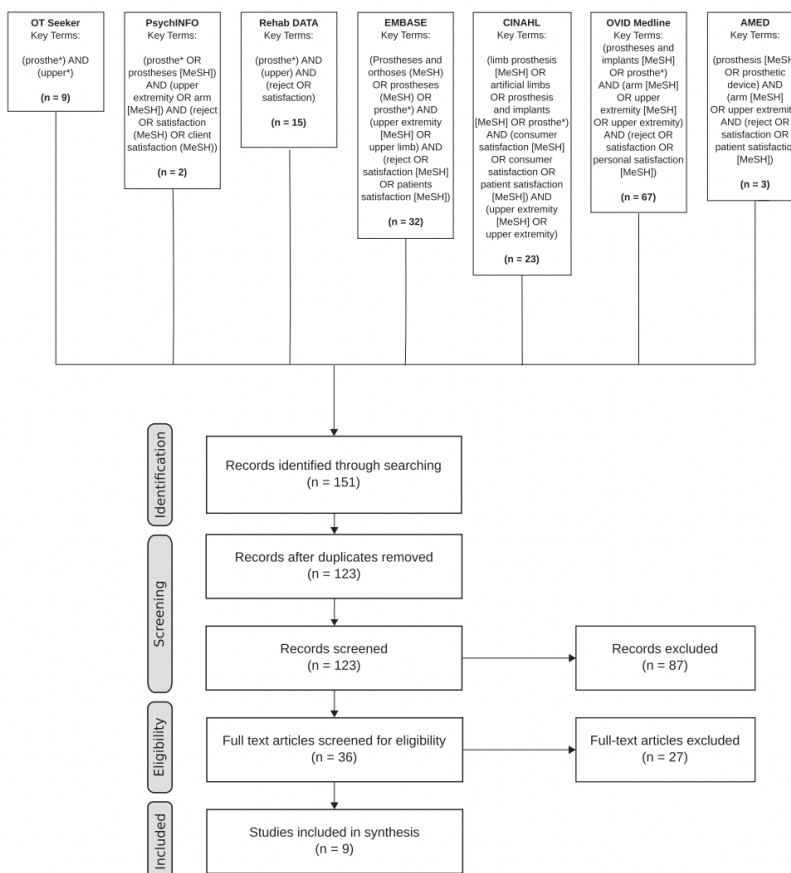 OT Seeker
Key Terms:
(prosthe*) AND
(upper*)
(n = 9)
PsychINFO
Key Terms:
(prosthe* OR
prostheses [MeSH])
AND (upper
extremity OR arm
[MeSH]) AND (reject
OR satisfaction
(MeSH) OR client
satisfaction (MeSH))
(n = 2)
Rehab DATA
Key Terms:
(prosthe*) AND
(upper) AND
(reject OR
satisfaction)
(n = 15)
EMBASE
Key Terms:
(Prostheses and
orthoses (MeSH)
OR prostheses
(MeSH) OR
prosthe*) AND
(upper extremity
[MeSH] OR
upper limb) AND
(reject OR
satisfaction [MeSH]
OR patients
satisfaction [MeSH])
(n = 32)
CINAHL
Key Terms:
(limb prosthesis
[MeSH] OR
artificial limbs
OR prosthesis
and implants
[MeSH] OR prosthe*)
AND (consumer
satisfaction [MeSH]
OR consumer
satisfaction OR
patient satisfaction
[MeSH]) AND
(upper extremity
[MeSH] OR
upper extremity)
(n = 23)
OVID Medline
Key Terms:
(prostheses and
implants [MeSH]
OR prosthe*)
AND (arm [MeSH]
OR upper
extremity [MeSH]
OR upper extremity)
AND (reject OR
satisfaction OR
personal satisfaction
[MeSH])
(n = 67)
AMED
Key Terms:
(prosthesis [MeSH
OR prosthetic
device) AND
(arm [MeSH]
OR upper extremit
AND (reject OR
satisfaction OR
patient satisfactio
[MeSH])
(n = 3)
Identification
Records identified through searching
(n = 151)
Screening
Records after duplicates removed
(n = 123)
Records screened
(n = 123)
Records excluded
(n = 87)
Eligibility
Full text articles screened for eligibility
(n = 36)
Full-text articles excluded
(n = 27)
Included
Studies included in synthesis
(n = 9)